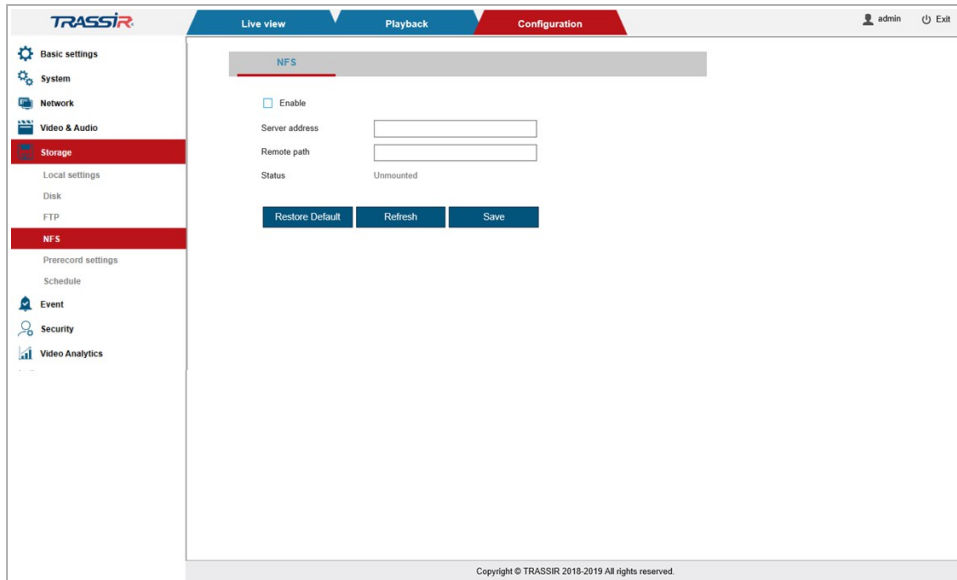 TRASSIR
Live view
Playback
Configuration
admin
Exit
Basic settings
System
Network
Video & Audio
Storage
Local settings
Disk
FTP
NFS
Prerecord settings
Schedule
Event
Security
Video Analytics
NFS
Enable
Server address
Remote path
Status Unmounted
Restore Default Refresh Save
Copyright © TRASSIR 2018-2019 All rights reserved.